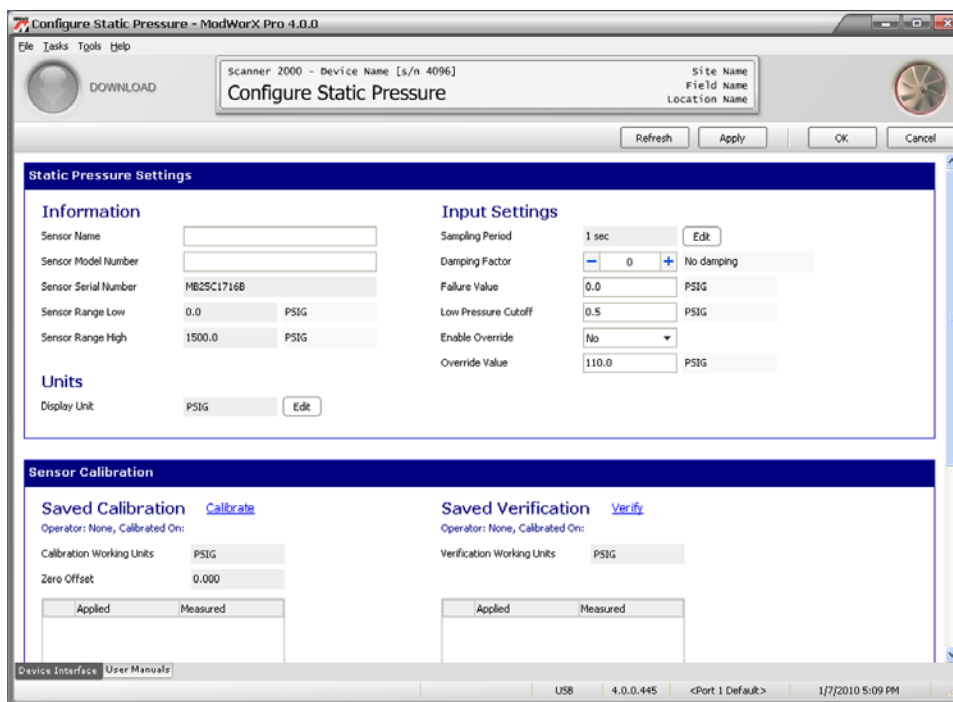 Configure Static Pressure - ModWorX Pro 4.0.0
File Tasks Tools Help
DOWNLOAD
Scanner 2000 - Device Name [s/n 4096]
Configure Static Pressure
Site Name
Field Name
Location Name
Refresh Apply OK Cancel
Static Pressure Settings
Information
Sensor Name
Sensor Model Number
Sensor Serial Number MB25C1716B
Sensor Range Low 0.0 PSIG
Sensor Range High 1500.0 PSIG
Units
Display Unit PSIG Edit
Input Settings
Sampling Period 1 sec Edit
Damping Factor − 0 + No damping
Failure Value 0.0 PSIG
Low Pressure Cutoff 0.5 PSIG
Enable Override No
Override Value 110.0 PSIG
Sensor Calibration
Saved Calibration Calibrate
Operator: None, Calibrated On:
Calibration Working Units PSIG
Zero Offset 0.000
Applied Measured
Saved Verification Verify
Operator: None, Calibrated On:
Verification Working Units PSIG
Applied Measured
Device Interface User Manuals
USB 4.0.0.445 <Port 1 Default> 1/7/2010 5:09 PM